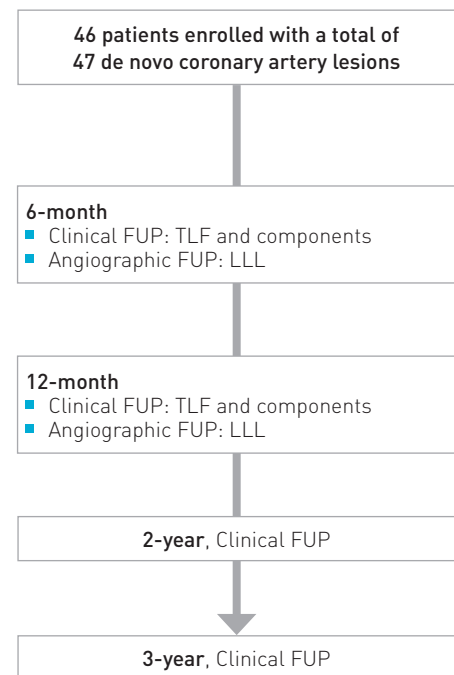 46 patients enrolled with a total of
47 de novo coronary artery lesions
6-month
Clinical FUP: TLF and components
Angiographic FUP: LLL
12-month
Clinical FUP: TLF and components
Angiographic FUP: LLL
2-year, Clinical FUP
3-year, Clinical FUP